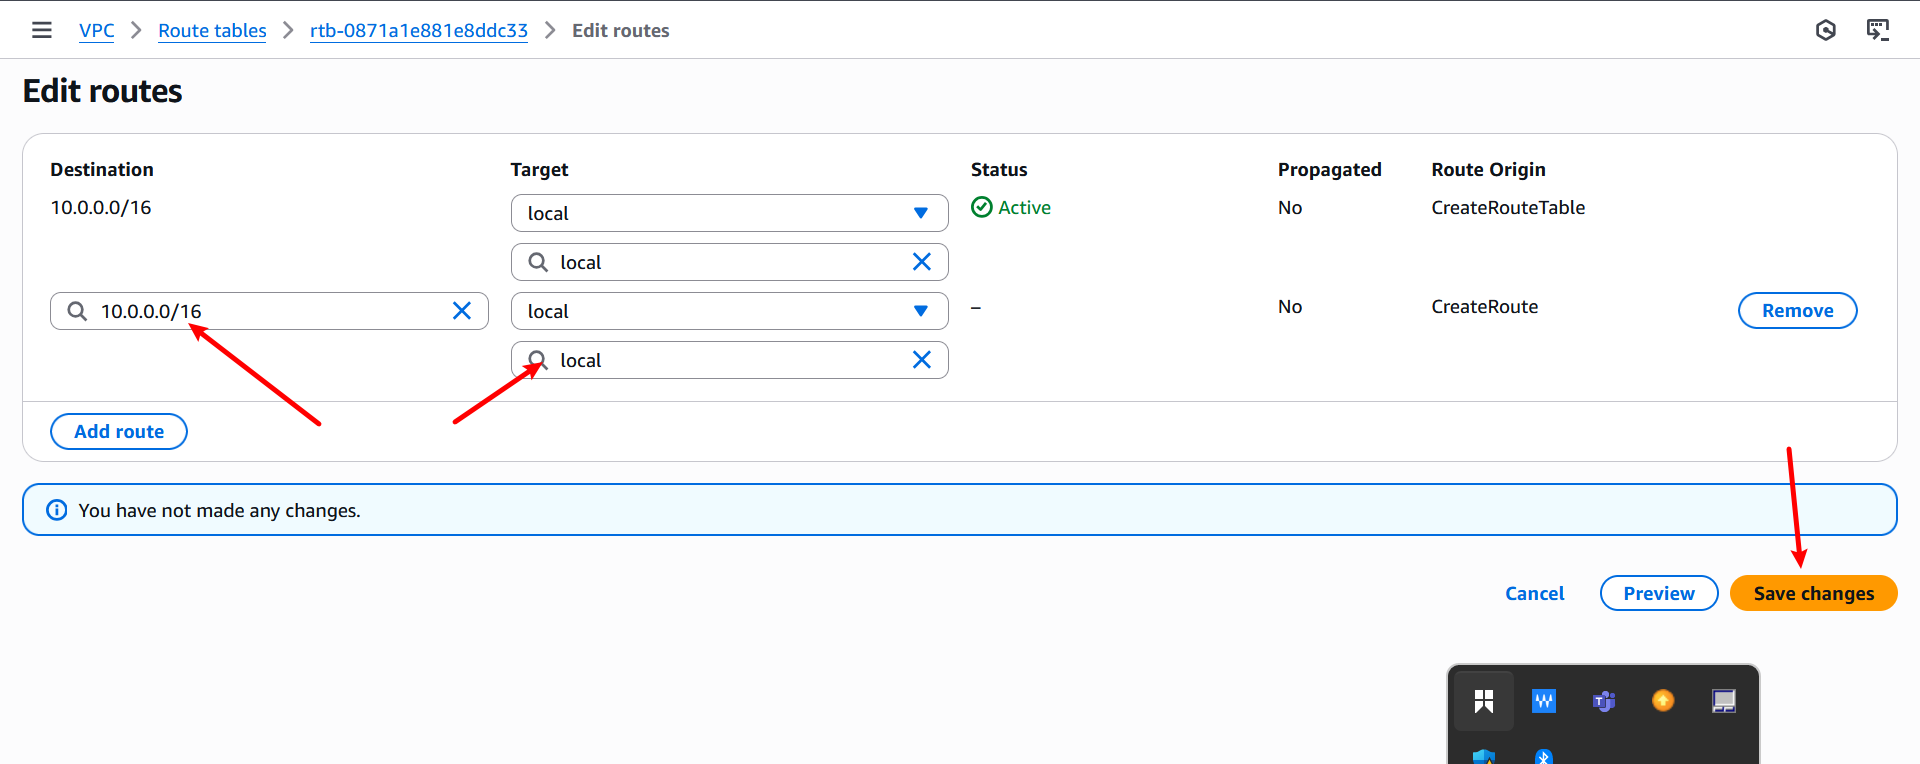 VPC Route tables rtb-0871a1e881e8ddc33 Edit routes
Edit routes
Destination Target Status Propagated Route Origin
10.0.0.0/16 local Active No CreateRouteTable
local
10.0.0.0/16 local – No CreateRoute Remove
local
Add route
You have not made any changes.
Cancel Preview Save changes